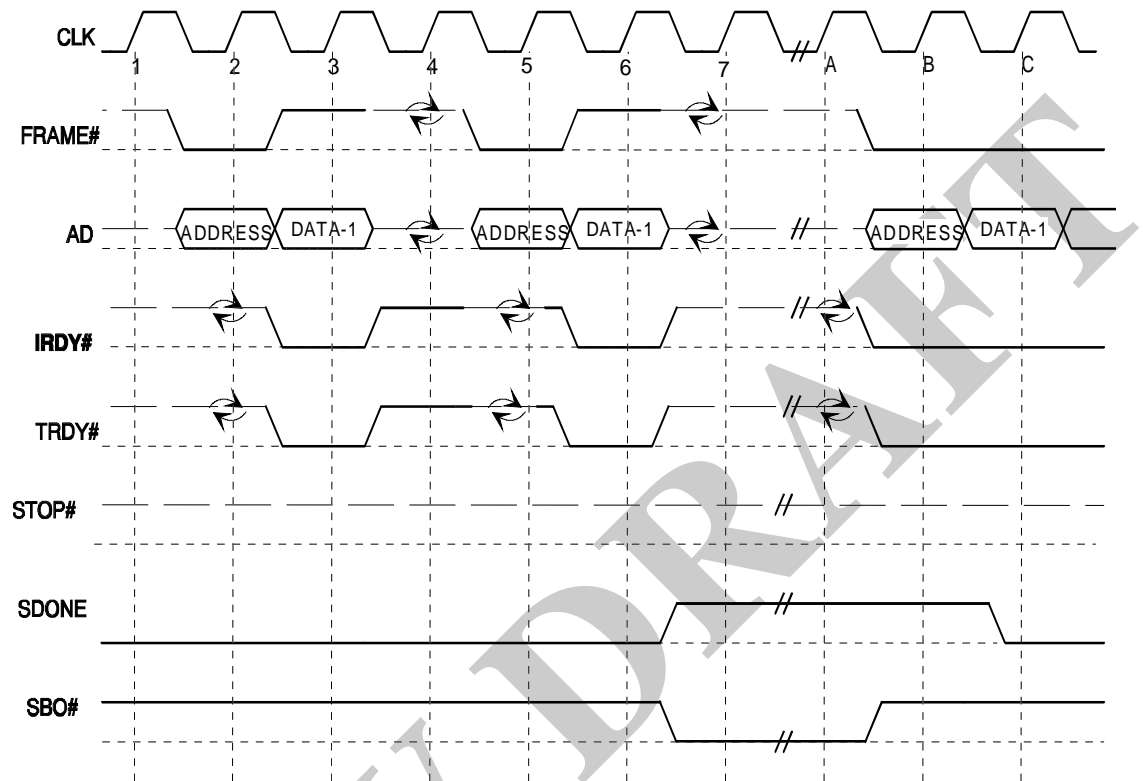 CLK
1 2 3 4 5 6 7 A B C
FRAME#
AD ADDRESS DATA-1 ADDRESS DATA-1 ADDRESS DATA-1
IRDY#
TRDY#
STOP#
SDONE
SBO#
DRAFT